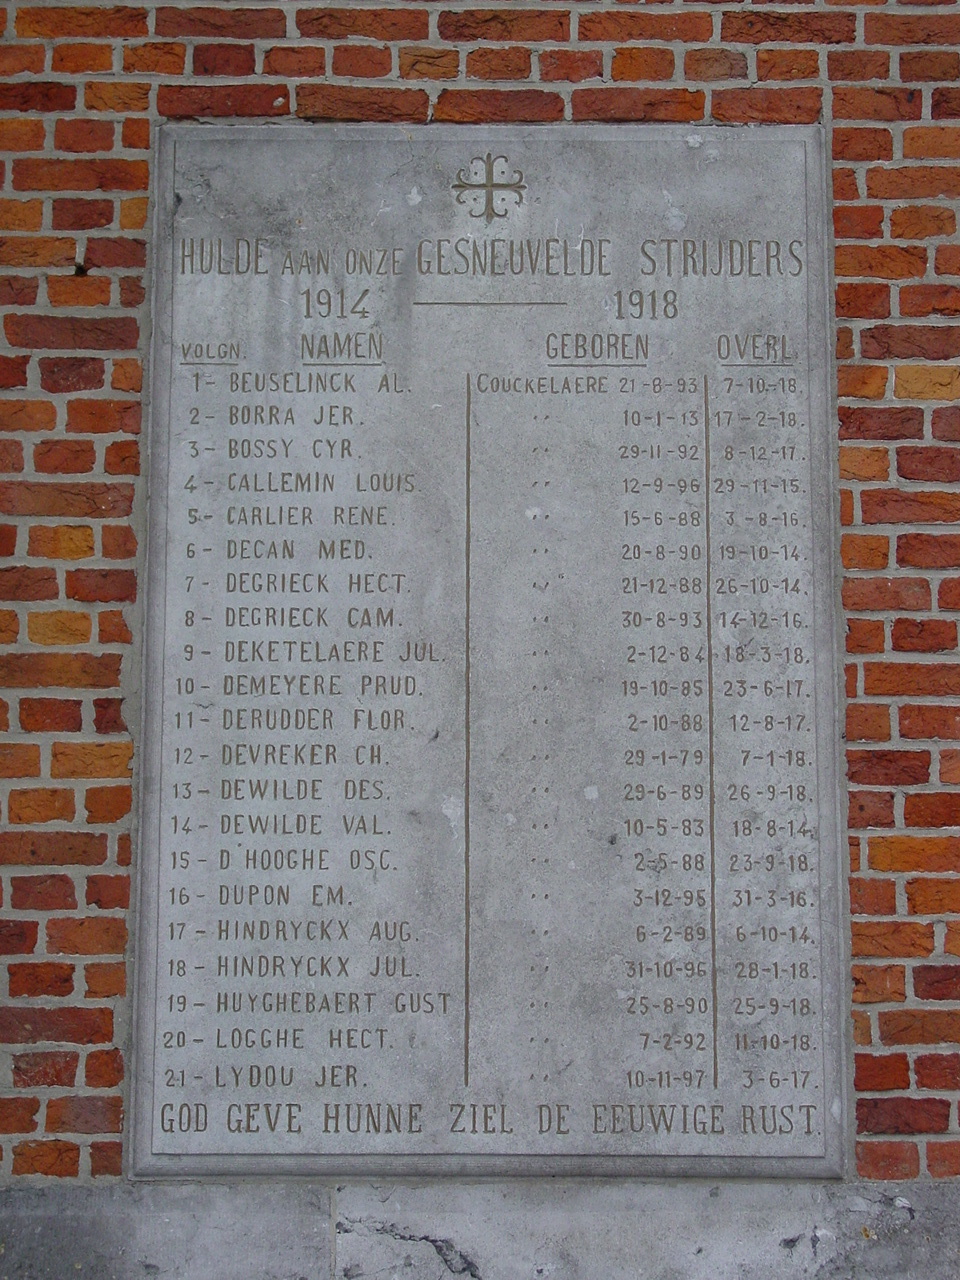 HULDE AAN ONZE GESNEUVELDE STRIJDERS
1914 — 1918
VOLGN. NAMEN GEBOREN OVERL.
1- BEUSELINCK AL. COUCKELAERE 21-8-93 7-10-18.
2- BORRA JER. " 10-1-13 17-2-18.
3- BOSSY CYR. " 29-11-92 8-12-17.
4- CALLEMIN LOUIS. " 12-9-96 29-11-15.
5- CARLIER RENE. " 15-6-88 3-8-16.
6- DECAN MED. " 20-8-90 19-10-14.
7- DEGRIECK HECT. " 21-12-88 26-10-14.
8- DEGRIECK CAM. " 30-8-93 14-12-16.
9- DEKETELAERE JUL. " 2-12-84 18-3-18.
10- DEMEYERE PRUD. " 19-10-85 23-6-17.
11- DERUDDER FLOR. " 2-10-88 12-8-17.
12- DEVREKER CH. " 29-1-79 7-1-18.
13- DEWILDE DES. " 29-6-89 26-9-18.
14- DEWILDE VAL. " 10-5-83 18-8-14.
15- D'HOOGHE OSC. " 2-5-88 23-9-18.
16- DUPON EM. " 3-12-95 31-3-16.
17- HINDRYCKX AUG. " 6-2-89 6-10-14.
18- HINDRYCKX JUL. " 31-10-96 28-1-18.
19- HUYGHEBAERT GUST. " 25-8-90 25-9-18.
20- LOGGHE HECT. " 7-2-92 11-10-18.
21- LYDOU JER. " 10-11-97 3-6-17.
GOD GEVE HUNNE ZIEL DE EEUWIGE RUST.